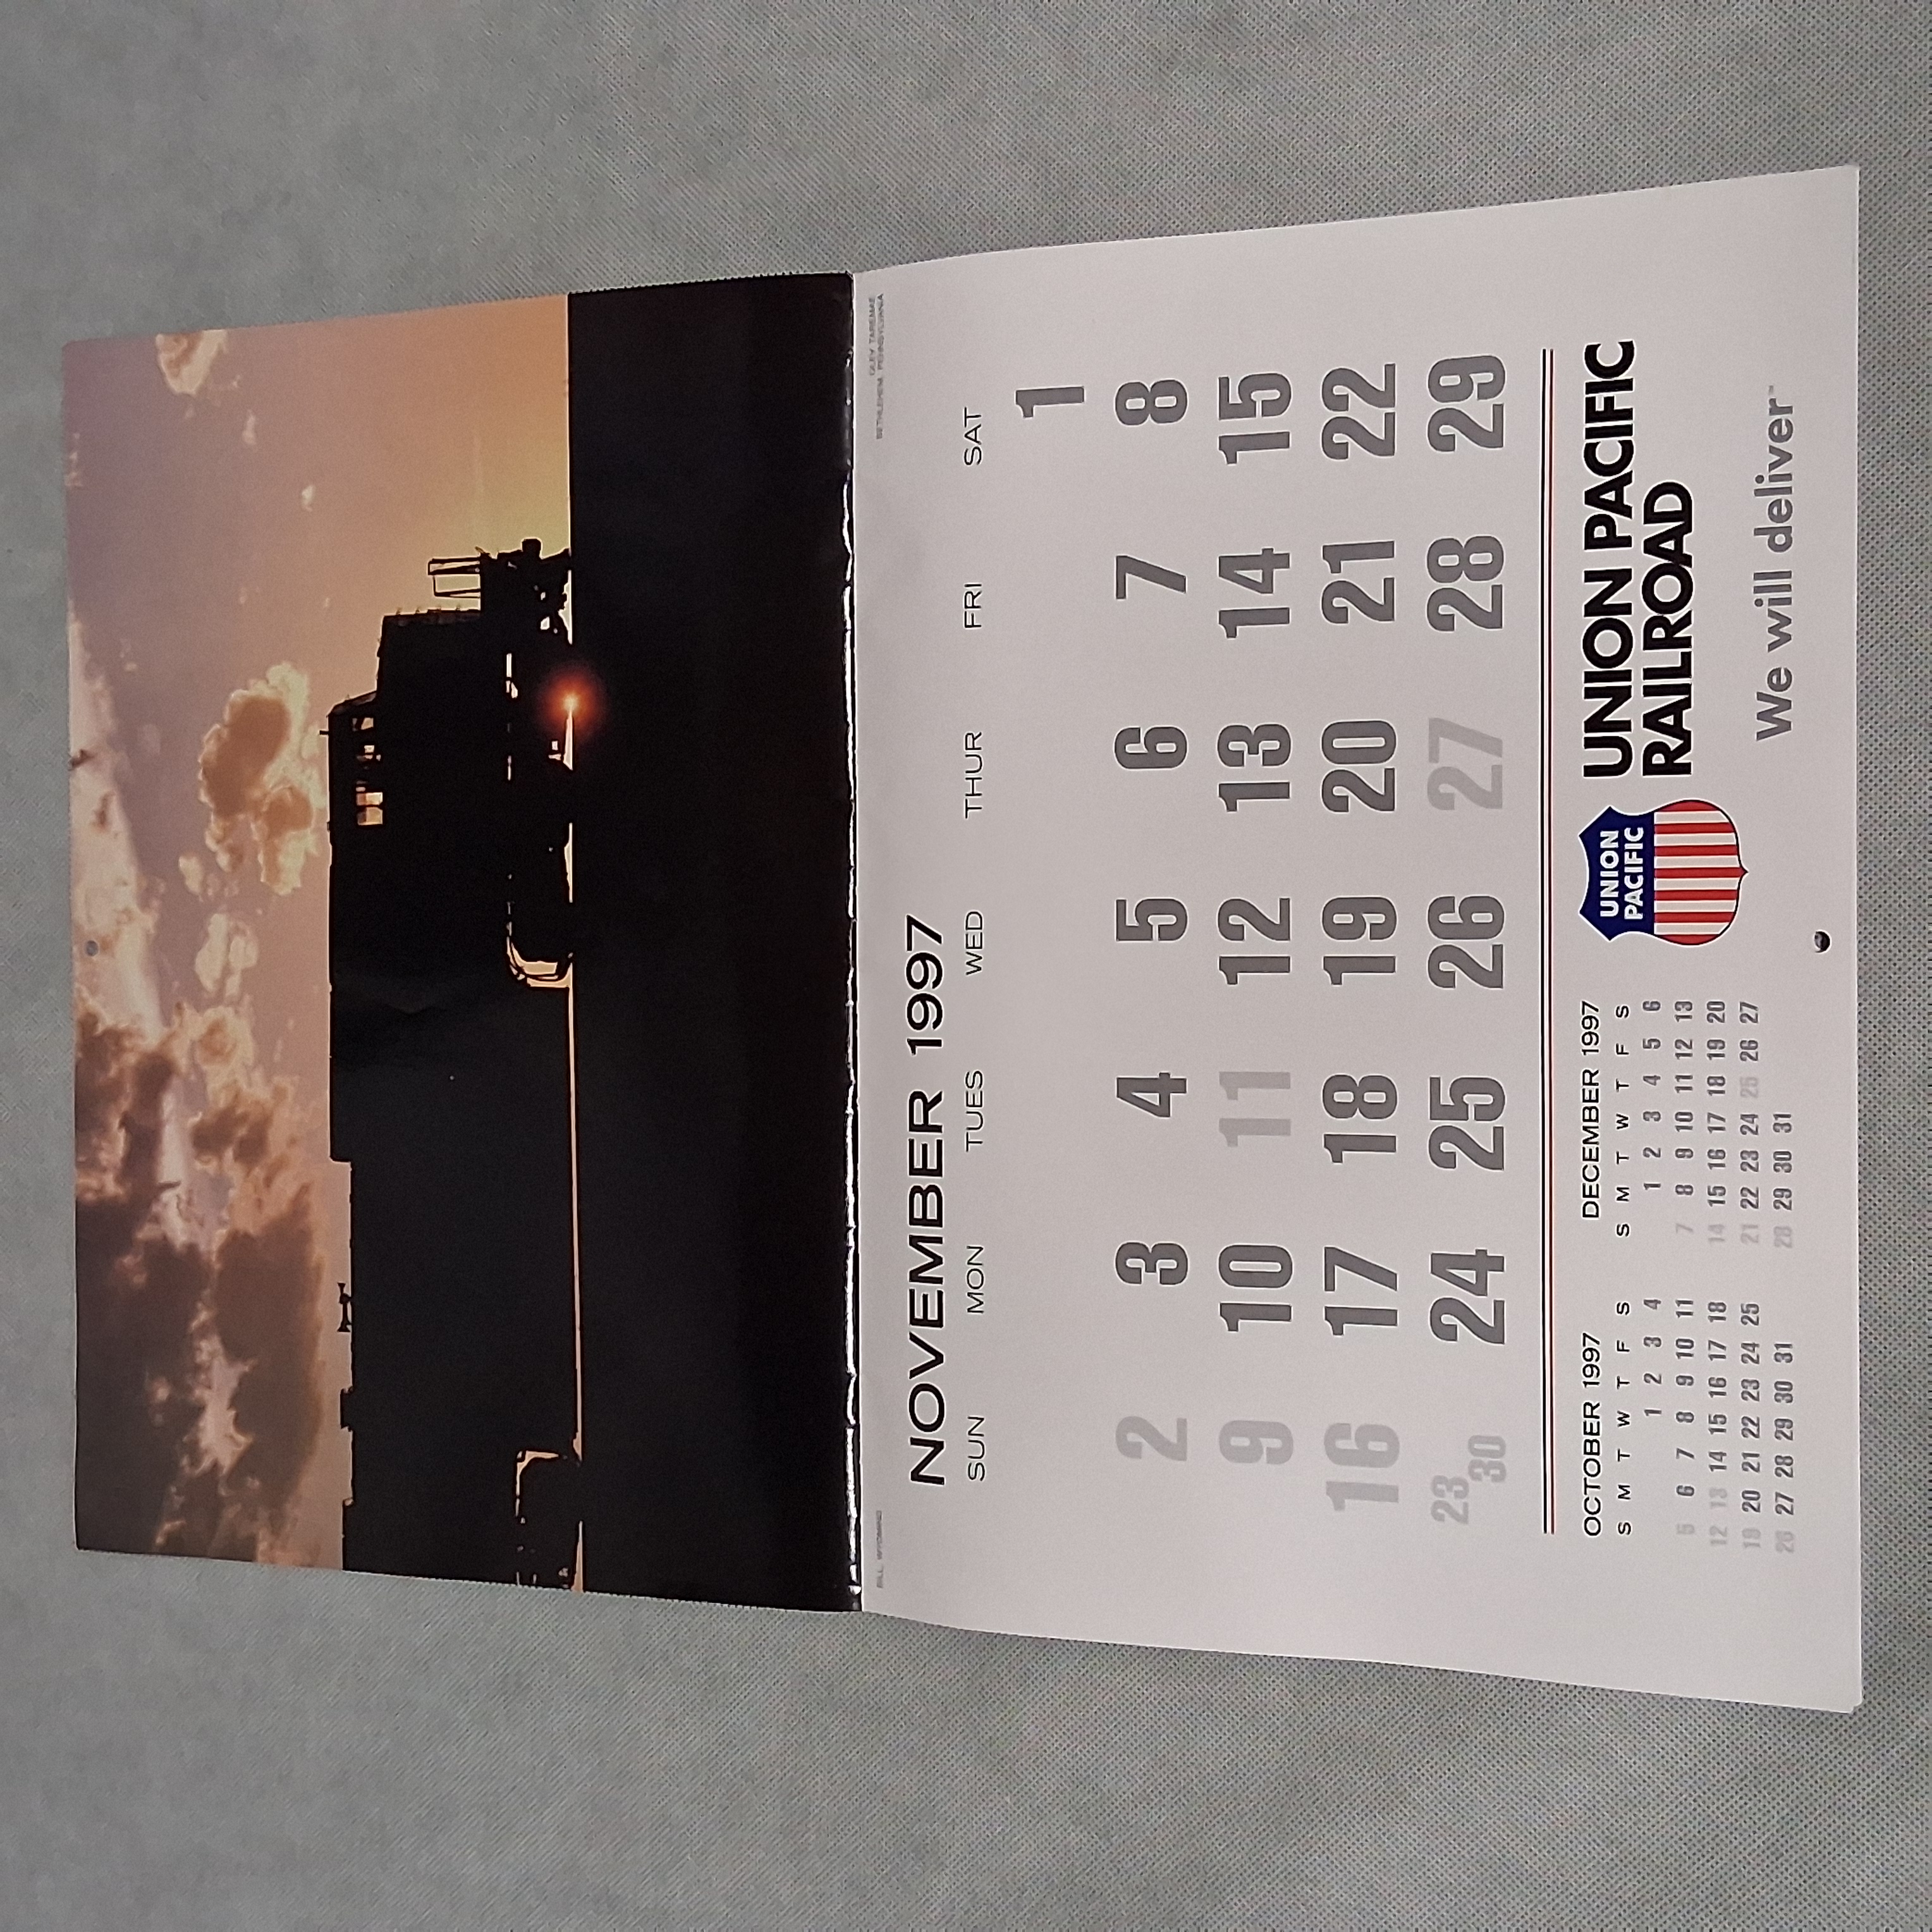 BILL, WYOMING
BETHLEHEM, PENNSYLVANIA
NOVEMBER 1997
SUN MON TUES WED THUR FRI SAT
1
2 3 4 5 6 7 8
9 10 11 12 13 14 15
16 17 18 19 20 21 22
23 30 24 25 26 27 28 29
OCTOBER 1997
S M T W T F S
1 2 3 4
5 6 7 8 9 10 11
12 13 14 15 16 17 18
19 20 21 22 23 24 25
26 27 28 29 30 31
DECEMBER 1997
S M T W T F S
1 2 3 4 5 6
7 8 9 10 11 12 13
14 15 16 17 18 19 20
21 22 23 24 25 26 27
28 29 30 31
UNION
PACIFIC
UNION PACIFIC
RAILROAD
We will deliver™